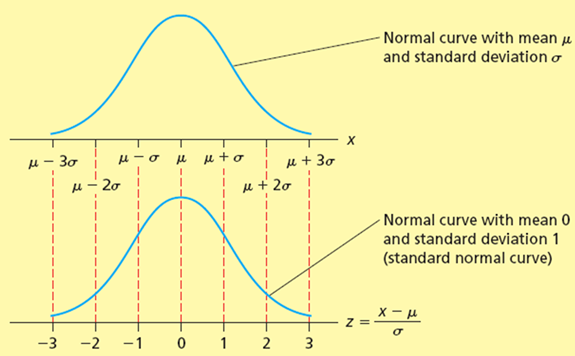 Normal curve with mean μ
and standard deviation σ
x
μ − 3σ
μ − 2σ
μ − σ
μ
μ + σ
μ + 2σ
μ + 3σ
Normal curve with mean 0
and standard deviation 1
(standard normal curve)
z = x − μ / σ
−3 −2 −1 0 1 2 3